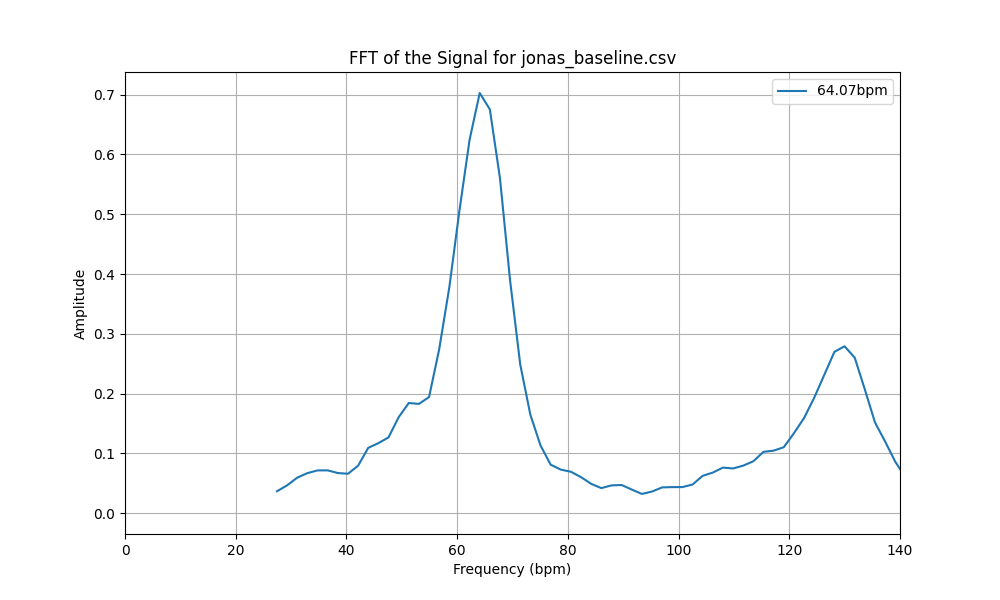 FFT of the Signal for jonas_baseline.csv
64.07bpm
0.7
0.6
0.5
0.4
0.3
0.2
0.1
0.0
Amplitude
0 20 40 60 80 100 120 140
Frequency (bpm)